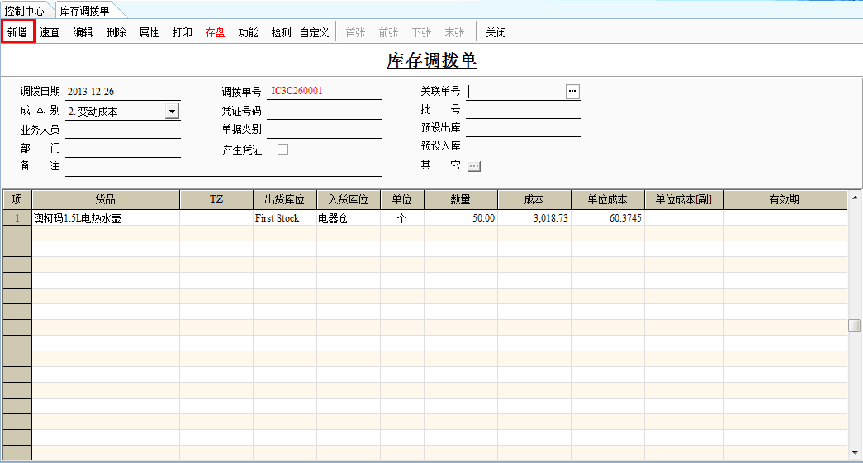 控制中心 库存调拨单
新增 速查 编辑 删除 属性 打印 存盘 功能 检测 自定义 首张 前张 下张 末张 关闭
库存调拨单
调拨日期 2013-12-26 调拨单号 IC3C260001 关联单号
成本别 2.变动成本 凭证号码 批号
业务人员 单据类别 预设出库
部门 产生凭证 预设入库
备注 其它
项 货品 TZ 出货库位 入货库位 单位 数量 成本 单位成本 单位成本[副] 有效期
1 澳柯玛1.5L电热水壶 First Stock 电器仓 个 50.00 3,018.73 60.3745